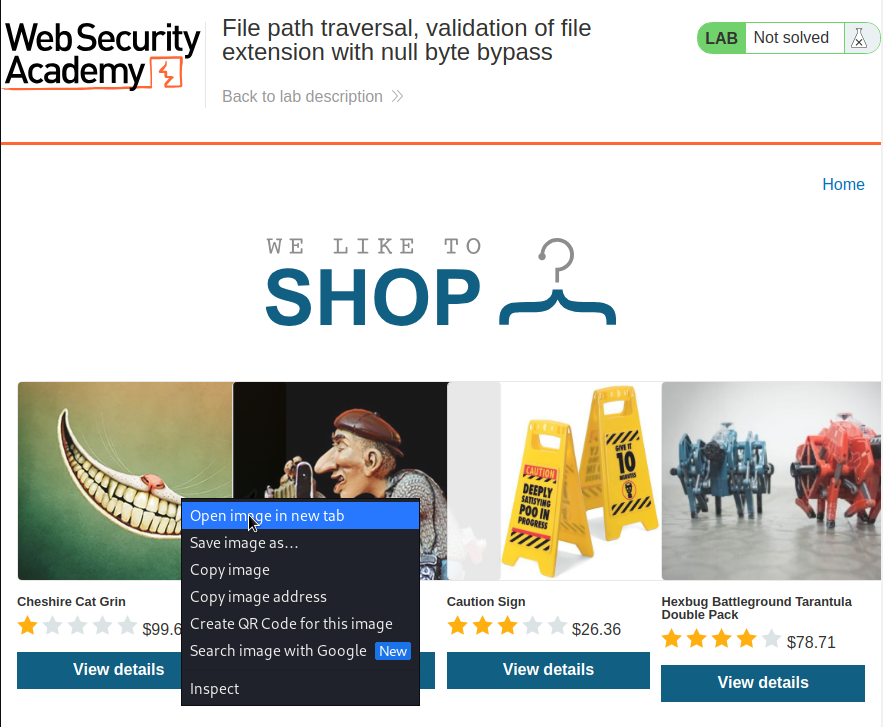 Web Security
Academy
File path traversal, validation of file
extension with null byte bypass
Back to lab description
LAB
Not solved
Home
WE LIKE TO
SHOP
CAUTION
DEEPLY
SATISFYING
POO IN
PROGRESS
GIVE IT
10
MINUTES
Open image in new tab
Save image as...
Copy image
Copy image address
Create QR Code for this image
Search image with Google New
Inspect
Cheshire Cat Grin
$99.6
View details
Caution Sign
$26.36
View details
Hexbug Battleground Tarantula
Double Pack
$78.71
View details